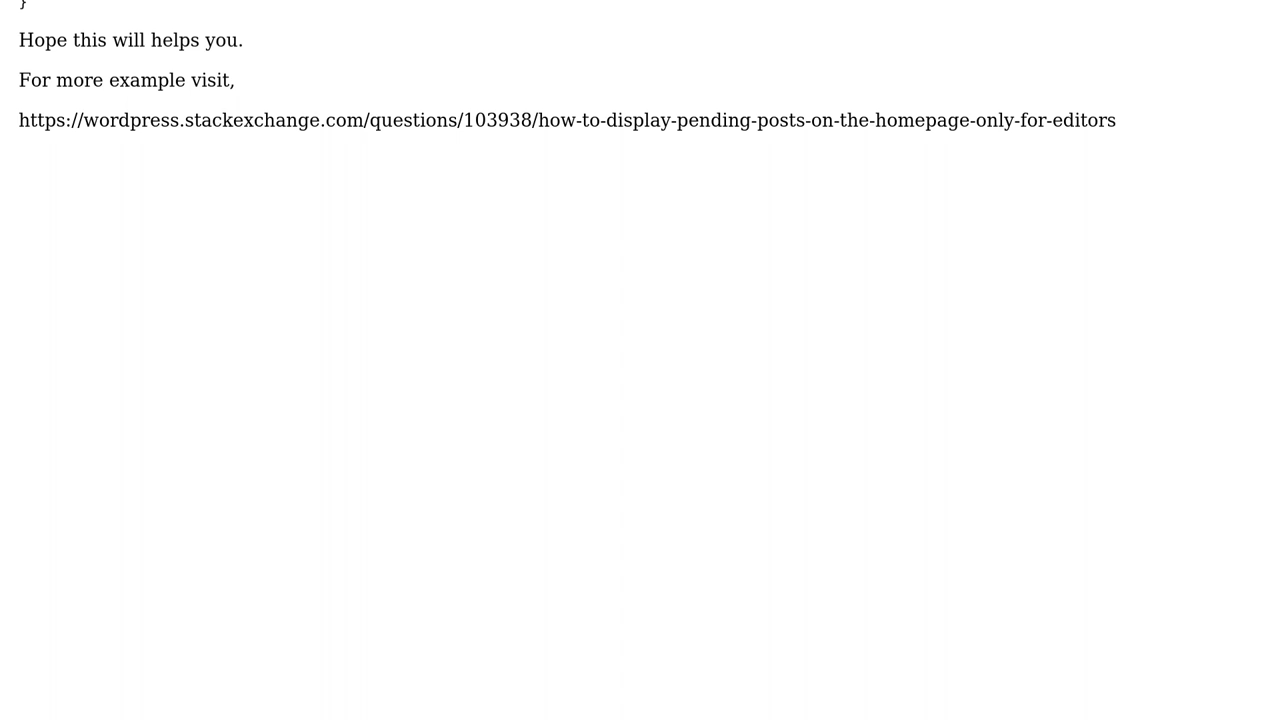 }
Hope this will helps you.
For more example visit,
https://wordpress.stackexchange.com/questions/103938/how-to-display-pending-posts-on-the-homepage-only-for-editors